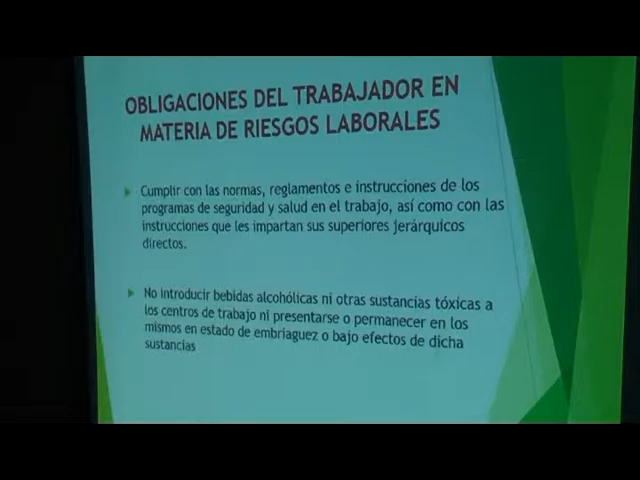 OBLIGACIONES DEL TRABAJADOR EN
MATERIA DE RIESGOS LABORALES
Cumplir con las normas, reglamentos e instrucciones de los
programas de seguridad y salud en el trabajo, así como con las
instrucciones que les impartan sus superiores jerárquicos
directos.
No introducir bebidas alcohólicas ni otras sustancias tóxicas a
los centros de trabajo ni presentarse o permanecer en los
mismos en estado de embriaguez o bajo efectos de dicha
sustancias